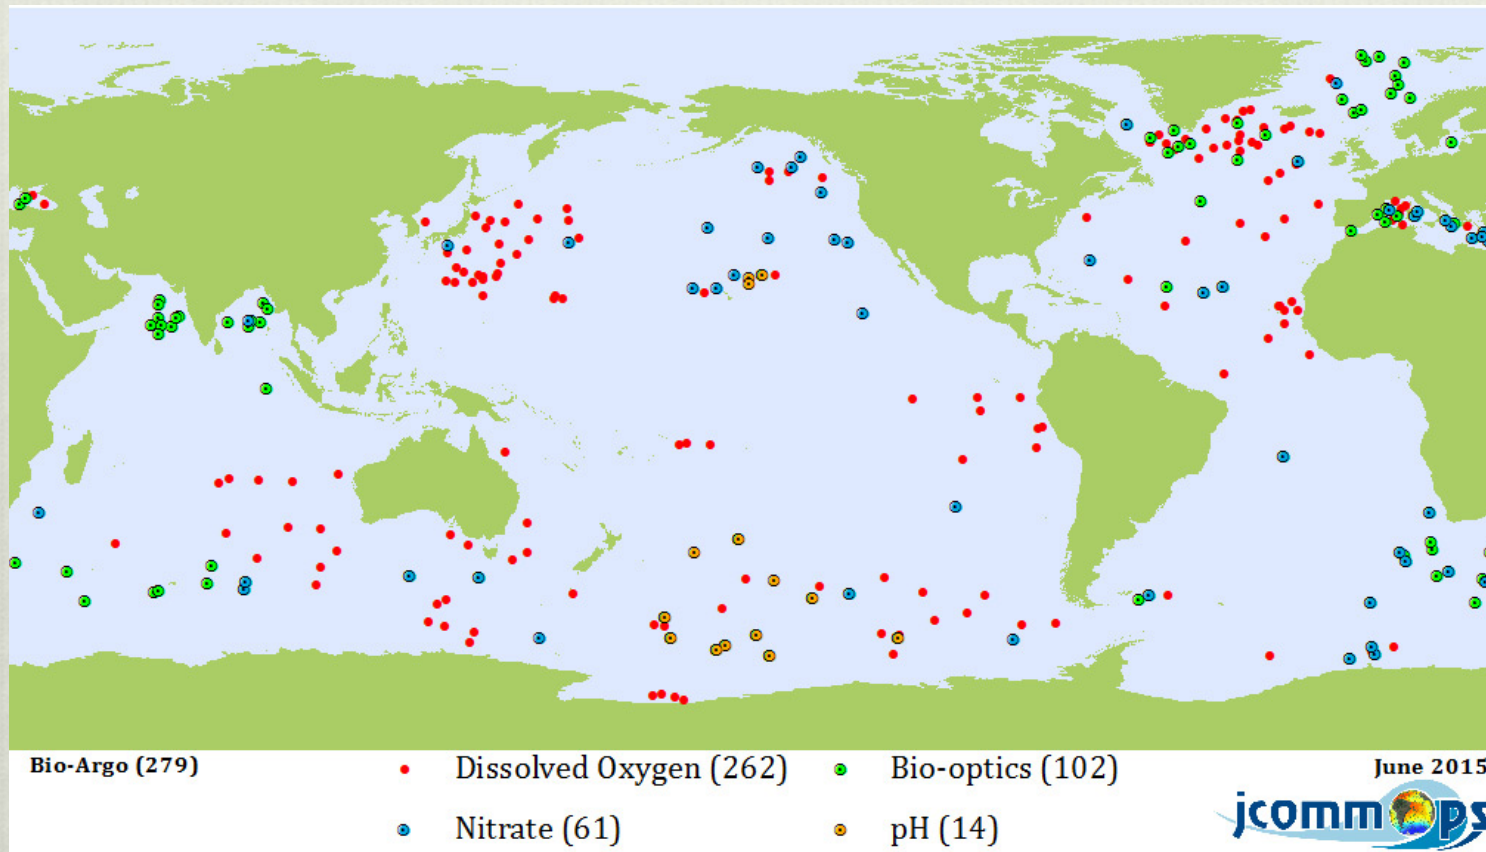 Bio-Argo (279)
Dissolved Oxygen (262)
Bio-optics (102)
June 2015
Nitrate (61)
pH (14)
jcommops